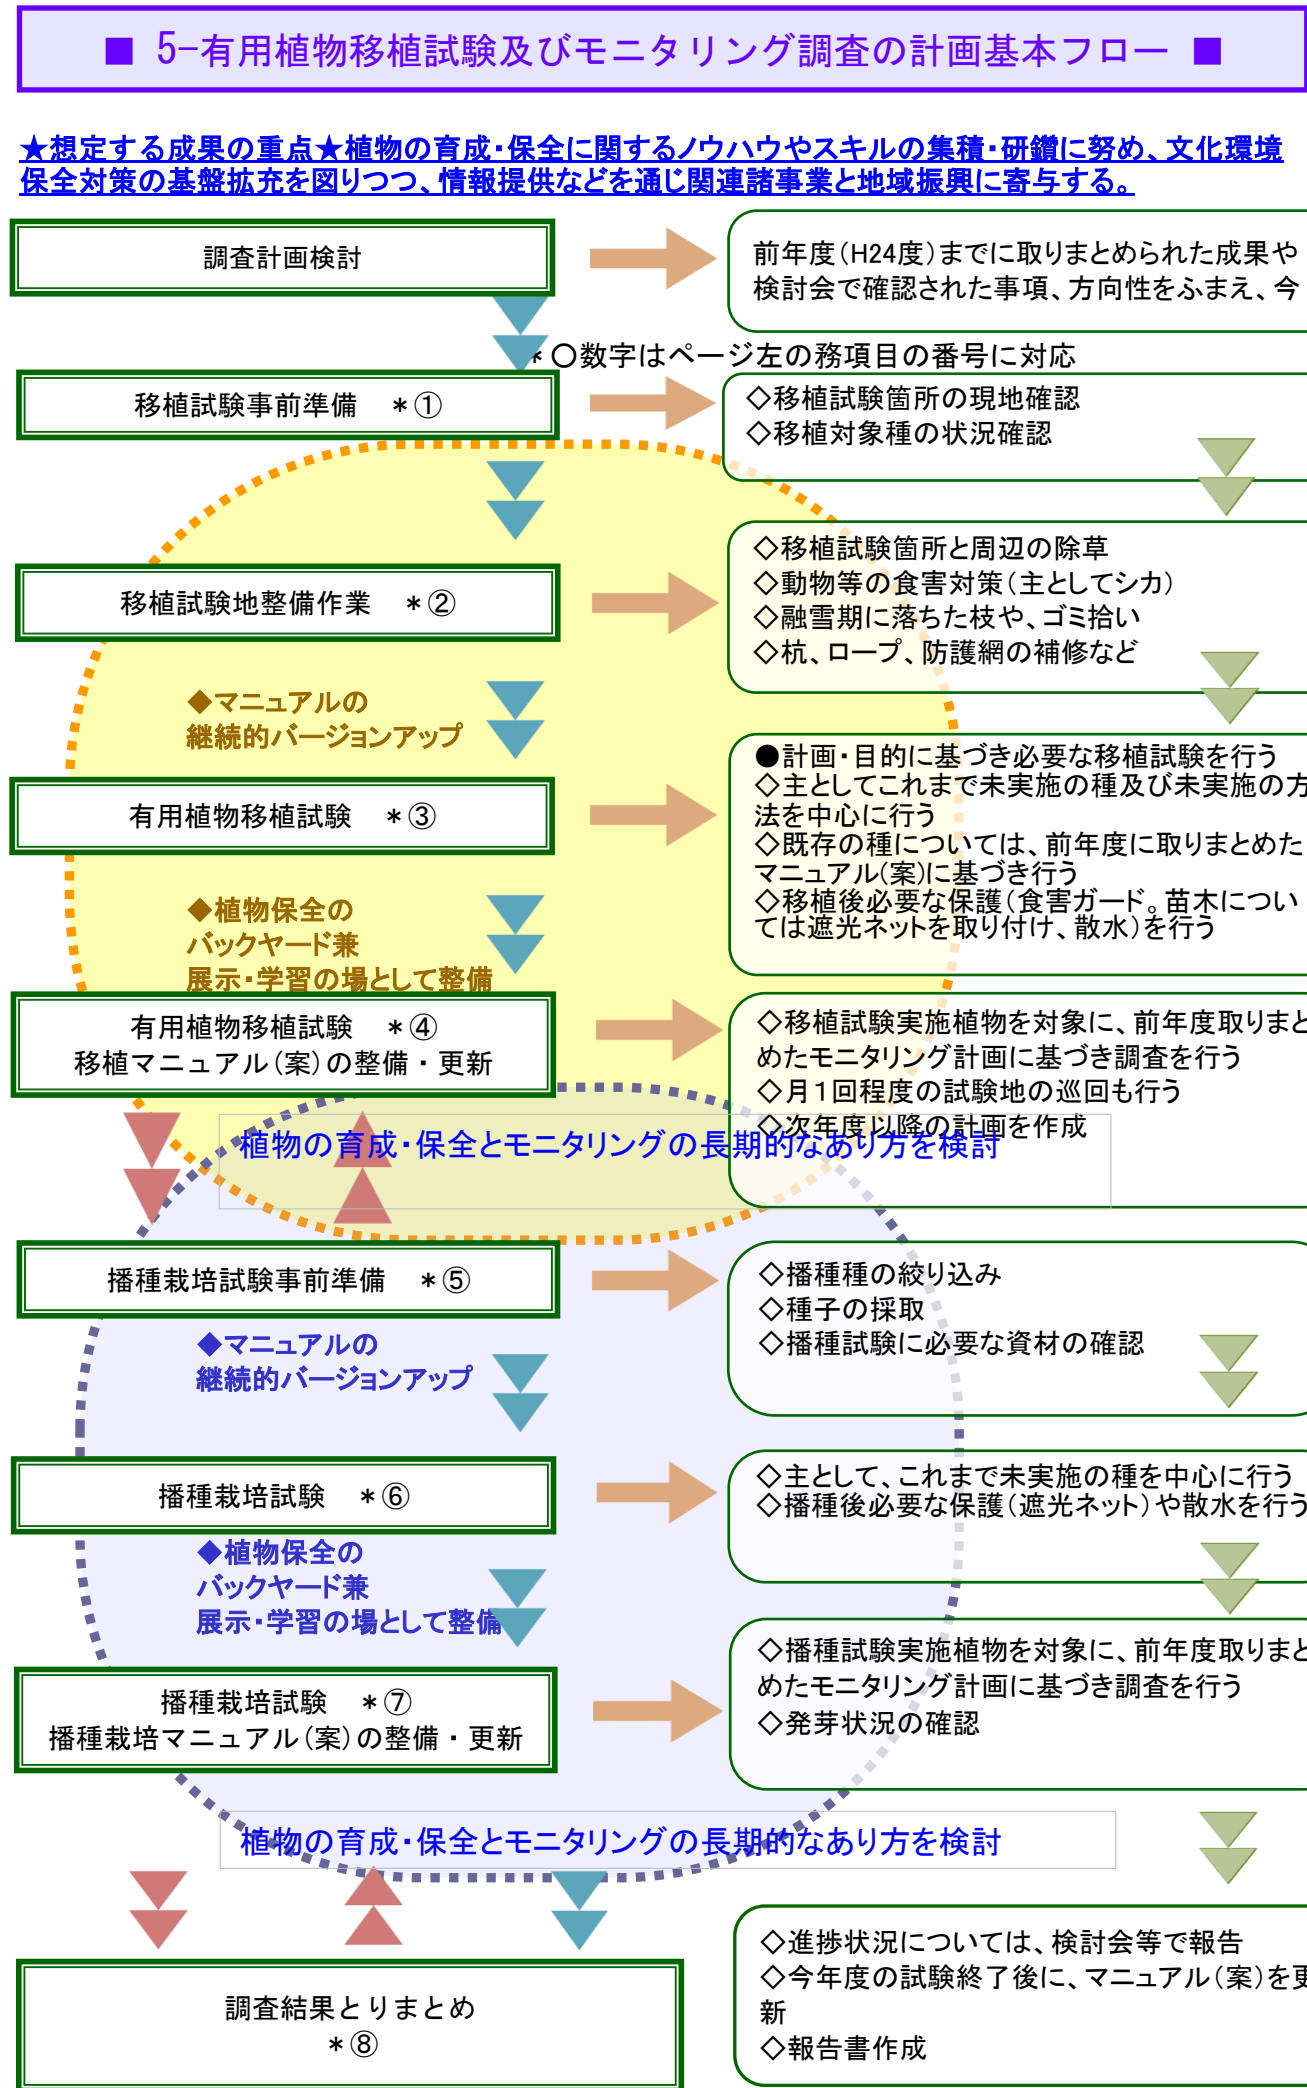 ■ 5-有用植物移植試験及びモニタリング調査の計画基本フロー ■
★想定する成果の重点★植物の育成・保全に関するノウハウやスキルの集積・研鑽に努め、文化環境
保全対策の基盤拡充を図りつつ、情報提供などを通じ関連諸事業と地域振興に寄与する。
調査計画検討
前年度（H24度）までに取りまとめられた成果や
検討会で確認された事項、方向性をふまえ、今
*〇数字はページ左の務項目の番号に対応
移植試験事前準備　*①
◇移植試験箇所の現地確認
◇移植対象種の状況確認
移植試験地整備作業　*②
◇移植試験箇所と周辺の除草
◇動物等の食害対策（主としてシカ）
◇融雪期に落ちた枝や、ゴミ拾い
◇杭、ロープ、防護網の補修など
◆マニュアルの
継続的バージョンアップ
有用植物移植試験　*③
●計画・目的に基づき必要な移植試験を行う
◇主としてこれまで未実施の種及び未実施の方
法を中心に行う
◇既存の種については、前年度に取りまとめた
マニュアル(案)に基づき行う
◇移植後必要な保護（食害ガード。苗木につい
ては遮光ネットを取り付け、散水）を行う
◆植物保全の
バックヤード兼
展示・学習の場として整備
有用植物移植試験　*④
移植マニュアル（案）の整備・更新
◇移植試験実施植物を対象に、前年度取りまと
めたモニタリング計画に基づき調査を行う
◇月１回程度の試験地の巡回も行う
◇次年度以降の計画を作成
植物の育成・保全とモニタリングの長期的なあり方を検討
播種栽培試験事前準備　*⑤
◇播種種の絞り込み
◇種子の採取
◇播種試験に必要な資材の確認
◆マニュアルの
継続的バージョンアップ
播種栽培試験　*⑥
◇主として、これまで未実施の種を中心に行う
◇播種後必要な保護（遮光ネット）や散水を行う
◆植物保全の
バックヤード兼
展示・学習の場として整備
播種栽培試験　*⑦
播種栽培マニュアル（案）の整備・更新
◇播種試験実施植物を対象に、前年度取りまと
めたモニタリング計画に基づき調査を行う
◇発芽状況の確認
植物の育成・保全とモニタリングの長期的なあり方を検討
調査結果とりまとめ
*⑧
◇進捗状況については、検討会等で報告
◇今年度の試験終了後に、マニュアル（案）を更
新
◇報告書作成